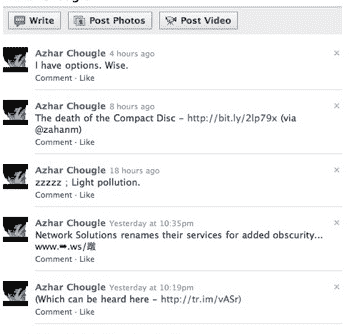 Write Post Photos Post Video
Azhar Chougle 4 hours ago
I have options. Wise.
Comment · Like
Azhar Chougle 8 hours ago
The death of the Compact Disc – http://bit.ly/2lp79x (via
@zahanm)
Comment · Like
Azhar Chougle 18 hours ago
zzzzz ; Light pollution.
Comment · Like
Azhar Chougle Yesterday at 10:35pm
Network Solutions renames their services for added obscurity...
www.➡.ws/
Comment · Like
Azhar Chougle Yesterday at 10:19pm
(Which can be heard here – http://tr.im/vASr)
Comment · Like